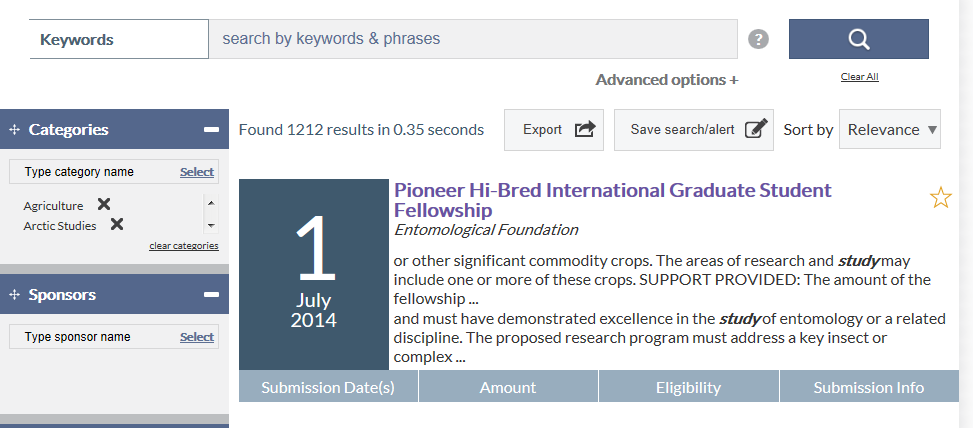 Keywords
search by keywords & phrases
?
Advanced options +
Clear All
Categories
Type category name
Select
Agriculture
Arctic Studies
clear categories
Sponsors
Type sponsor name
Select
Found 1212 results in 0.35 seconds
Export
Save search/alert
Sort by
Relevance
1
July
2014
Pioneer Hi-Bred International Graduate Student
Fellowship
Entomological Foundation
or other significant commodity crops. The areas of research and study may
include one or more of these crops. SUPPORT PROVIDED: The amount of the
fellowship ...
and must have demonstrated excellence in the study of entomology or a related
discipline. The proposed research program must address a key insect or
complex ...
Submission Date(s)
Amount
Eligibility
Submission Info